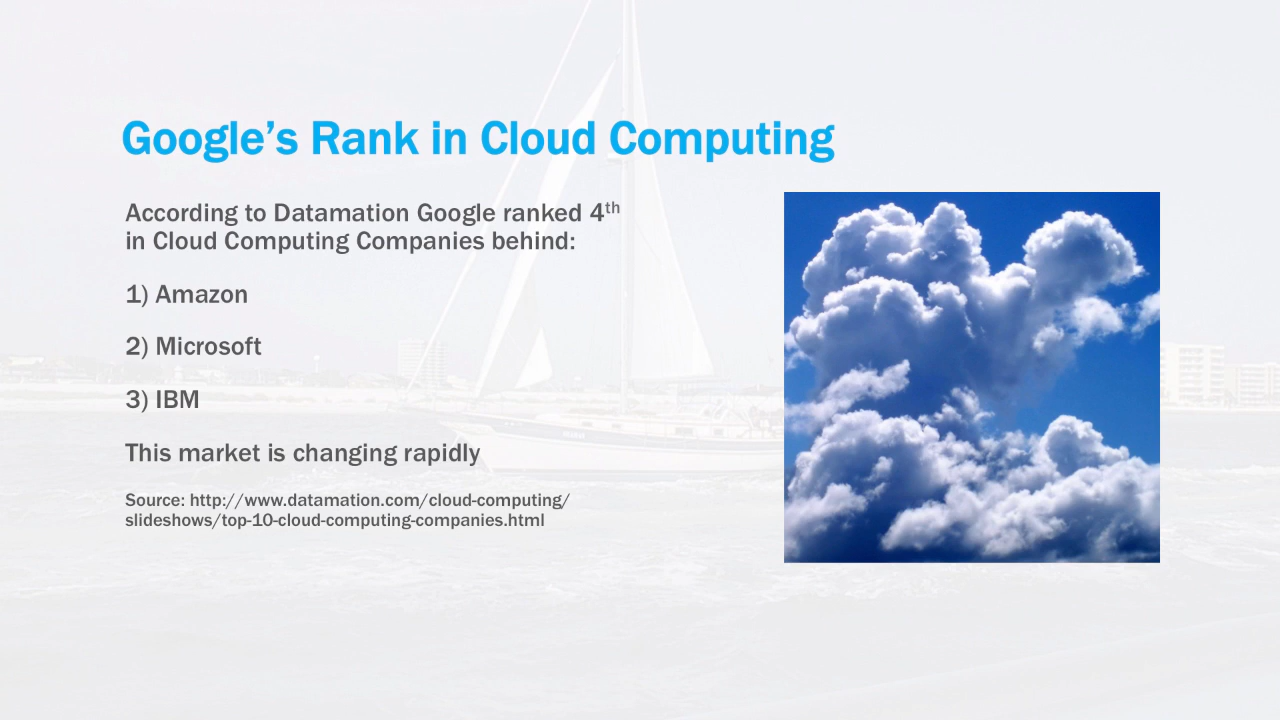 Google’s Rank in Cloud Computing
According to Datamation Google ranked 4th
in Cloud Computing Companies behind:
1) Amazon
2) Microsoft
3) IBM
This market is changing rapidly
Source: http://www.datamation.com/cloud-computing/
slideshows/top-10-cloud-computing-companies.html